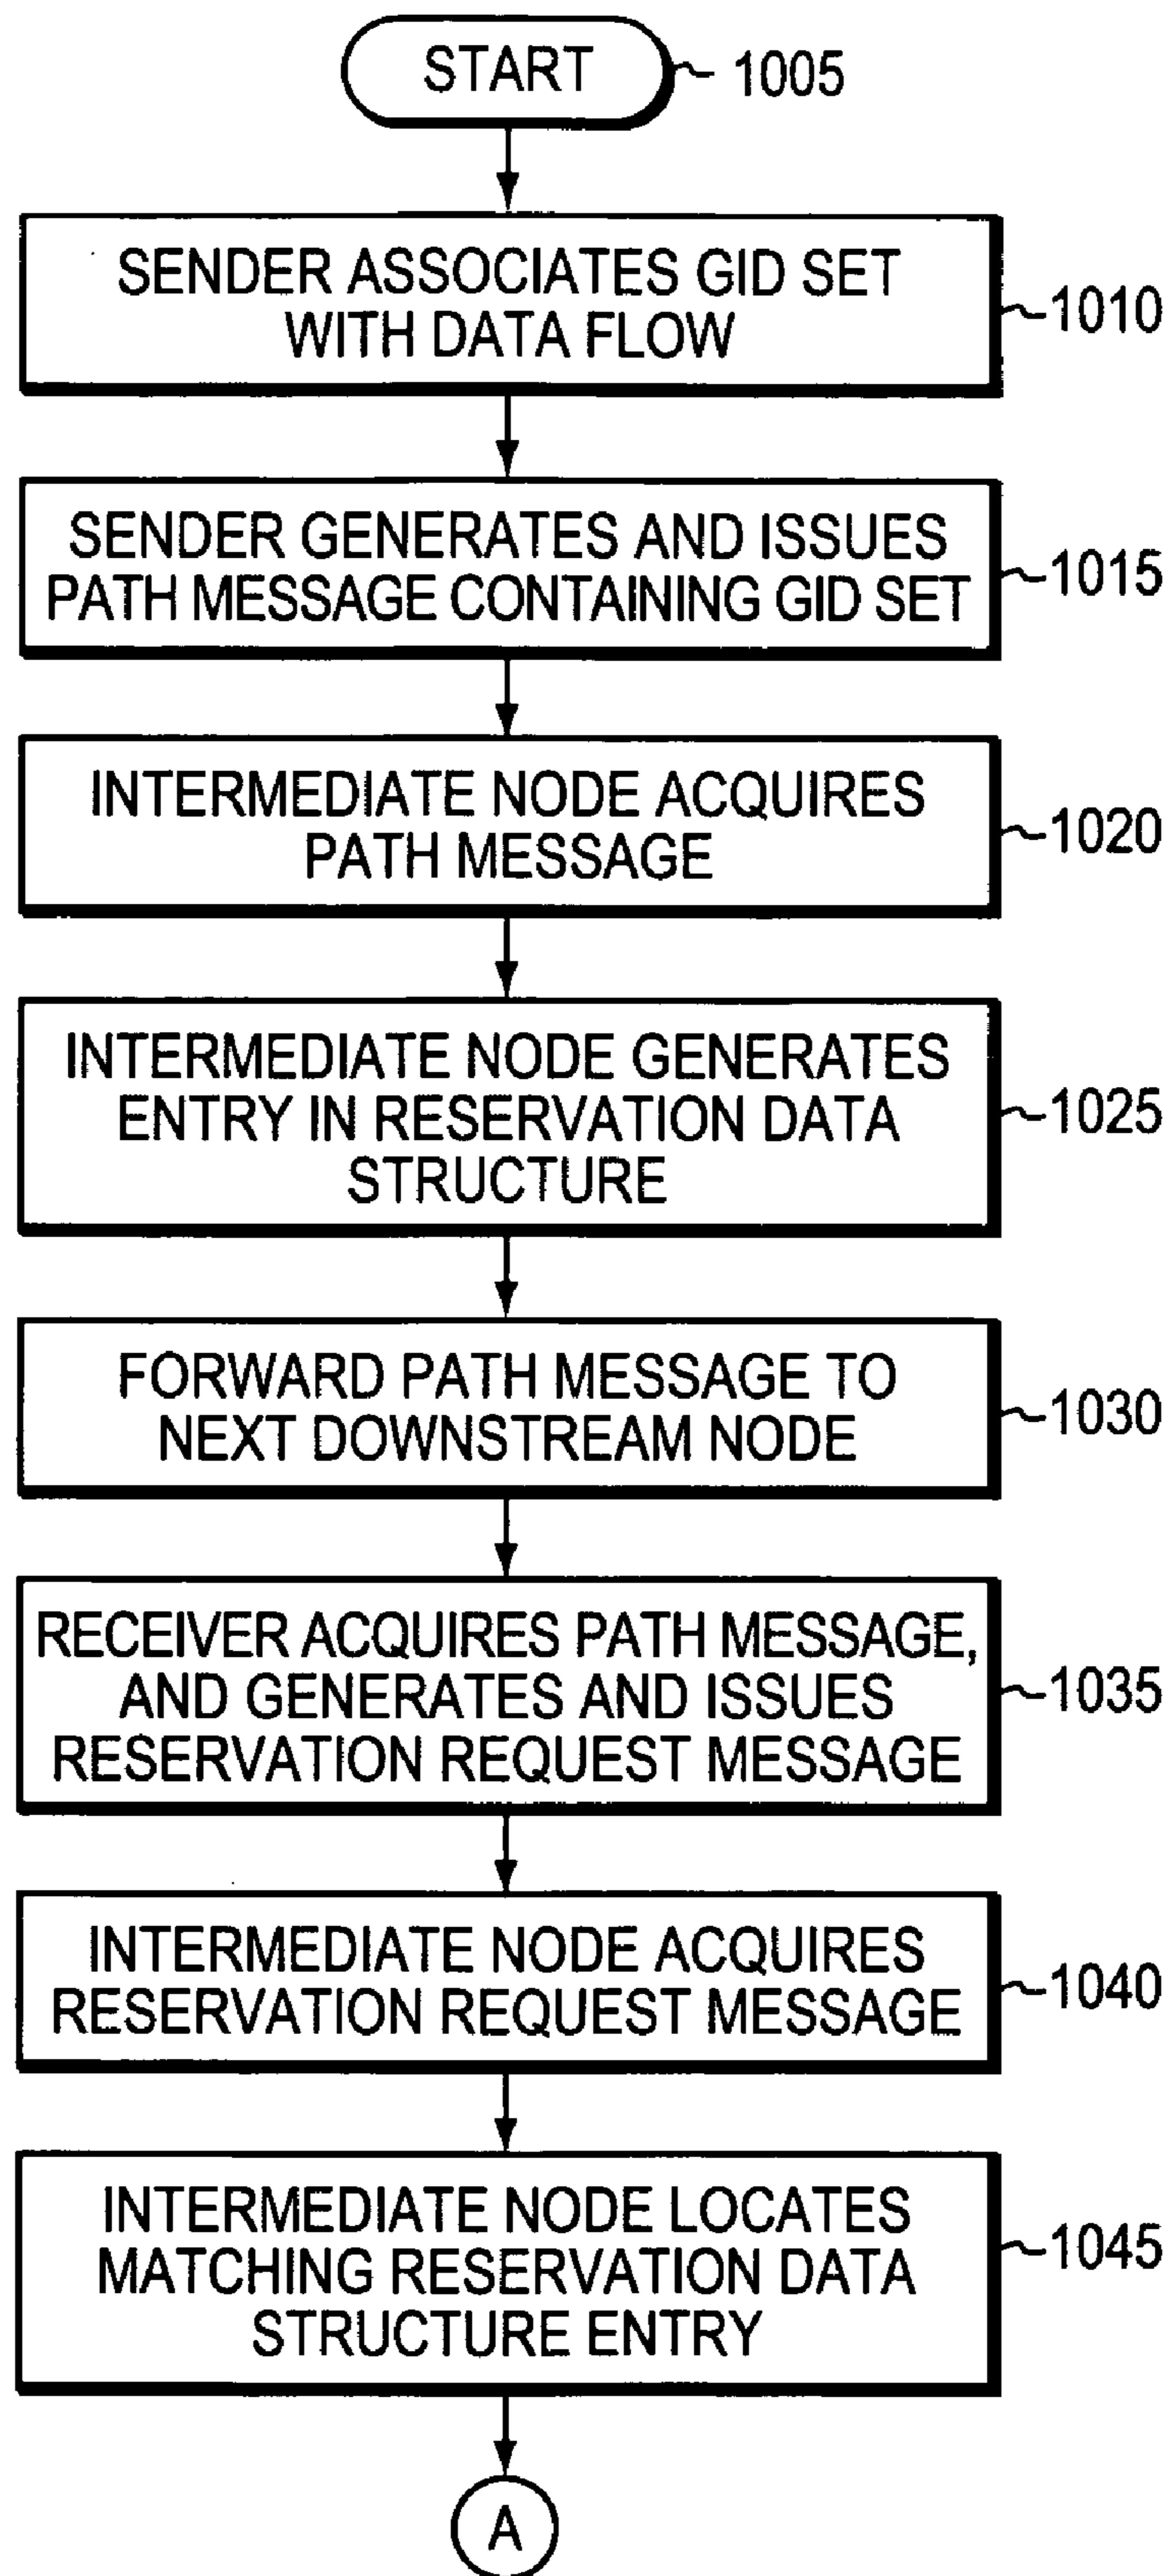 START
1005
SENDER ASSOCIATES GID SET
WITH DATA FLOW
1010
SENDER GENERATES AND ISSUES
PATH MESSAGE CONTAINING GID SET
1015
INTERMEDIATE NODE ACQUIRES
PATH MESSAGE
1020
INTERMEDIATE NODE GENERATES
ENTRY IN RESERVATION DATA
STRUCTURE
1025
FORWARD PATH MESSAGE TO
NEXT DOWNSTREAM NODE
1030
RECEIVER ACQUIRES PATH MESSAGE,
AND GENERATES AND ISSUES
RESERVATION REQUEST MESSAGE
1035
INTERMEDIATE NODE ACQUIRES
RESERVATION REQUEST MESSAGE
1040
INTERMEDIATE NODE LOCATES
MATCHING RESERVATION DATA
STRUCTURE ENTRY
1045
A